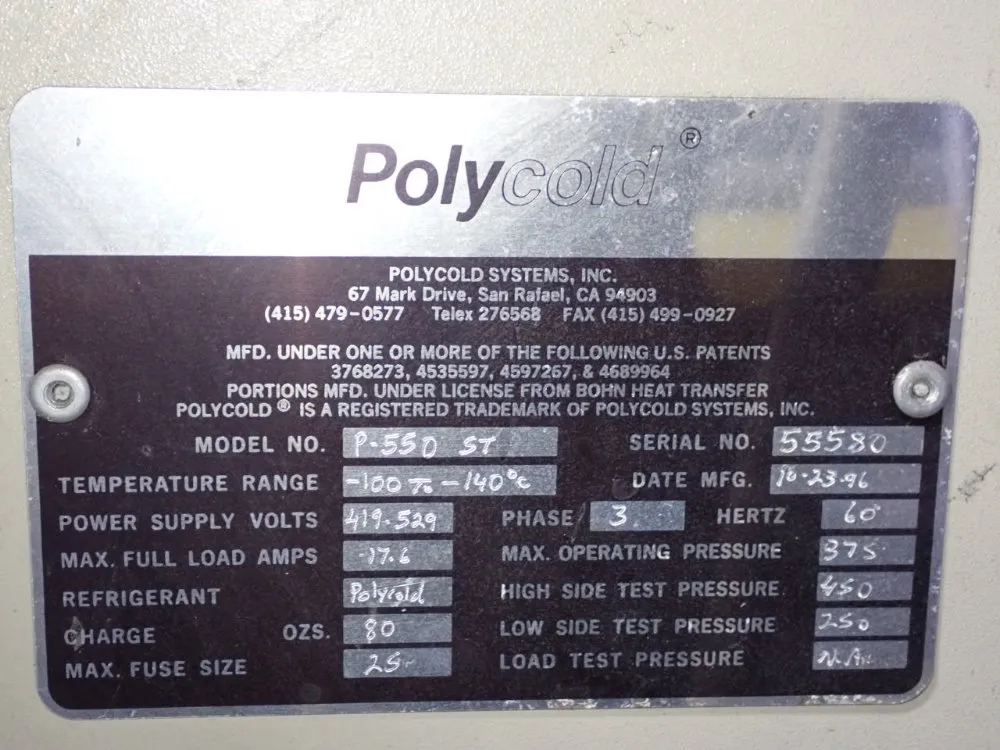 Polycold®
POLYCOLD SYSTEMS, INC.
67 Mark Drive, San Rafael, CA 94903
(415) 479-0577 Telex 276568 FAX (415) 499-0927
MFD. UNDER ONE OR MORE OF THE FOLLOWING U.S. PATENTS
3768273, 4535597, 4597267, & 4689964
PORTIONS MFD. UNDER LICENSE FROM BOHN HEAT TRANSFER
POLYCOLD ® IS A REGISTERED TRADEMARK OF POLYCOLD SYSTEMS, INC.
MODEL NO. P-550 ST SERIAL NO. 55580
TEMPERATURE RANGE -100 To -140°C DATE MFG. 10-23-96
POWER SUPPLY VOLTS 419-529 PHASE 3 HERTZ 60
MAX. FULL LOAD AMPS 17.6 MAX. OPERATING PRESSURE 375
REFRIGERANT Polycold HIGH SIDE TEST PRESSURE 450
CHARGE OZS. 80 LOW SIDE TEST PRESSURE 250
MAX. FUSE SIZE 25 LOAD TEST PRESSURE